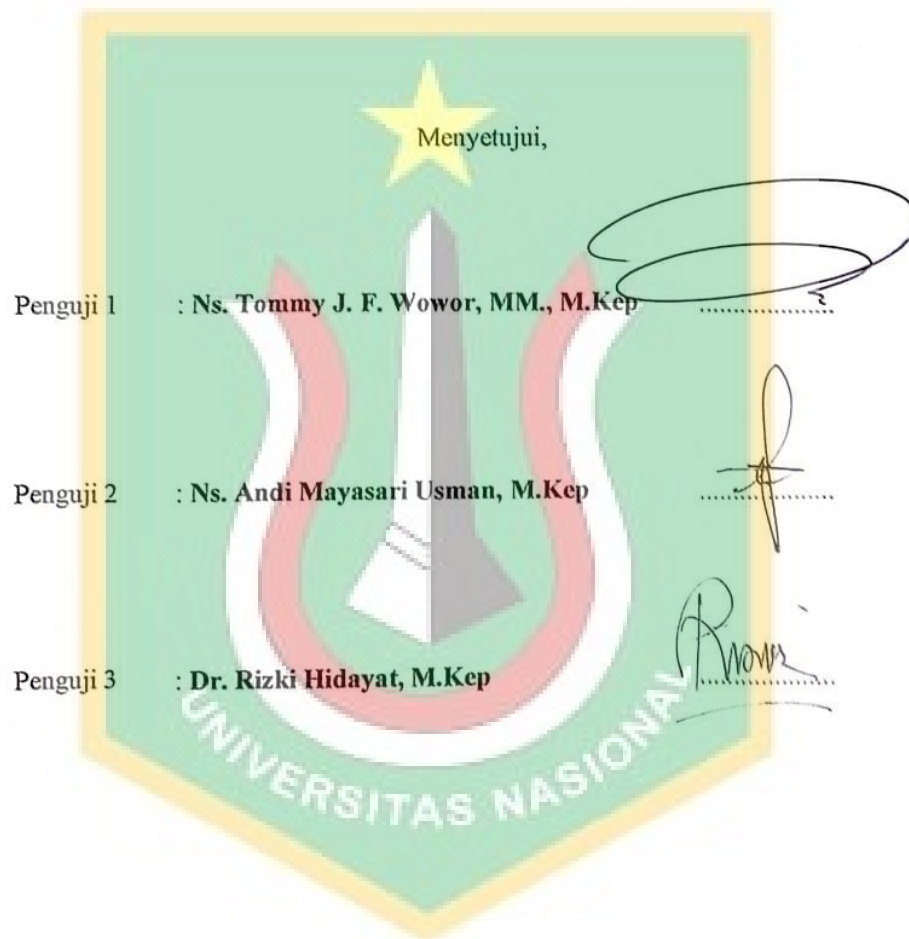 Menyetujui,
Penguji 1 : Ns. Tommy J. F. Wowor, MM., M.Kep ..................
Penguji 2 : Ns. Andi Mayasari Usman, M.Kep ..................
Penguji 3 : Dr. Rizki Hidayat, M.Kep ..................
UNIVERSITAS NASIONAL